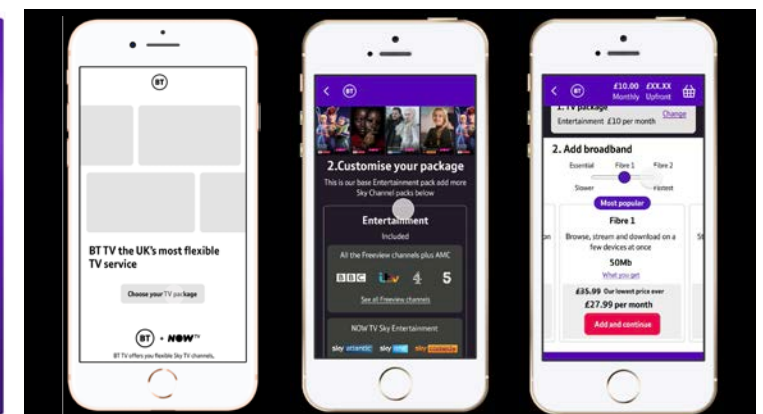 BT
BT TV the UK's most flexible
TV service
Choose your TV package
BT + NOW TV
BT TV offers you flexible Sky TV channels,
BT
2.Customise your package
This is our base Entertainment pack add more
Sky Channel packs below
Entertainment
Included
All the Freeview channels plus AMC
BBC itv 4 5
See all Freeview channels
NOW TV Sky Entertainment
sky atlantic sky one sky comedy
BT
£10.00 £XX.XX
Monthly Upfront
1. TV package
Entertainment £10 per month Change
2. Add broadband
Essential Fibre 1 Fibre 2
Slower Fastest
Most popular
Fibre 1
Browse, stream and download on a
few devices at once
50Mb
What you get
£35.99 Our lowest price ever
£27.99 per month
Add and continue